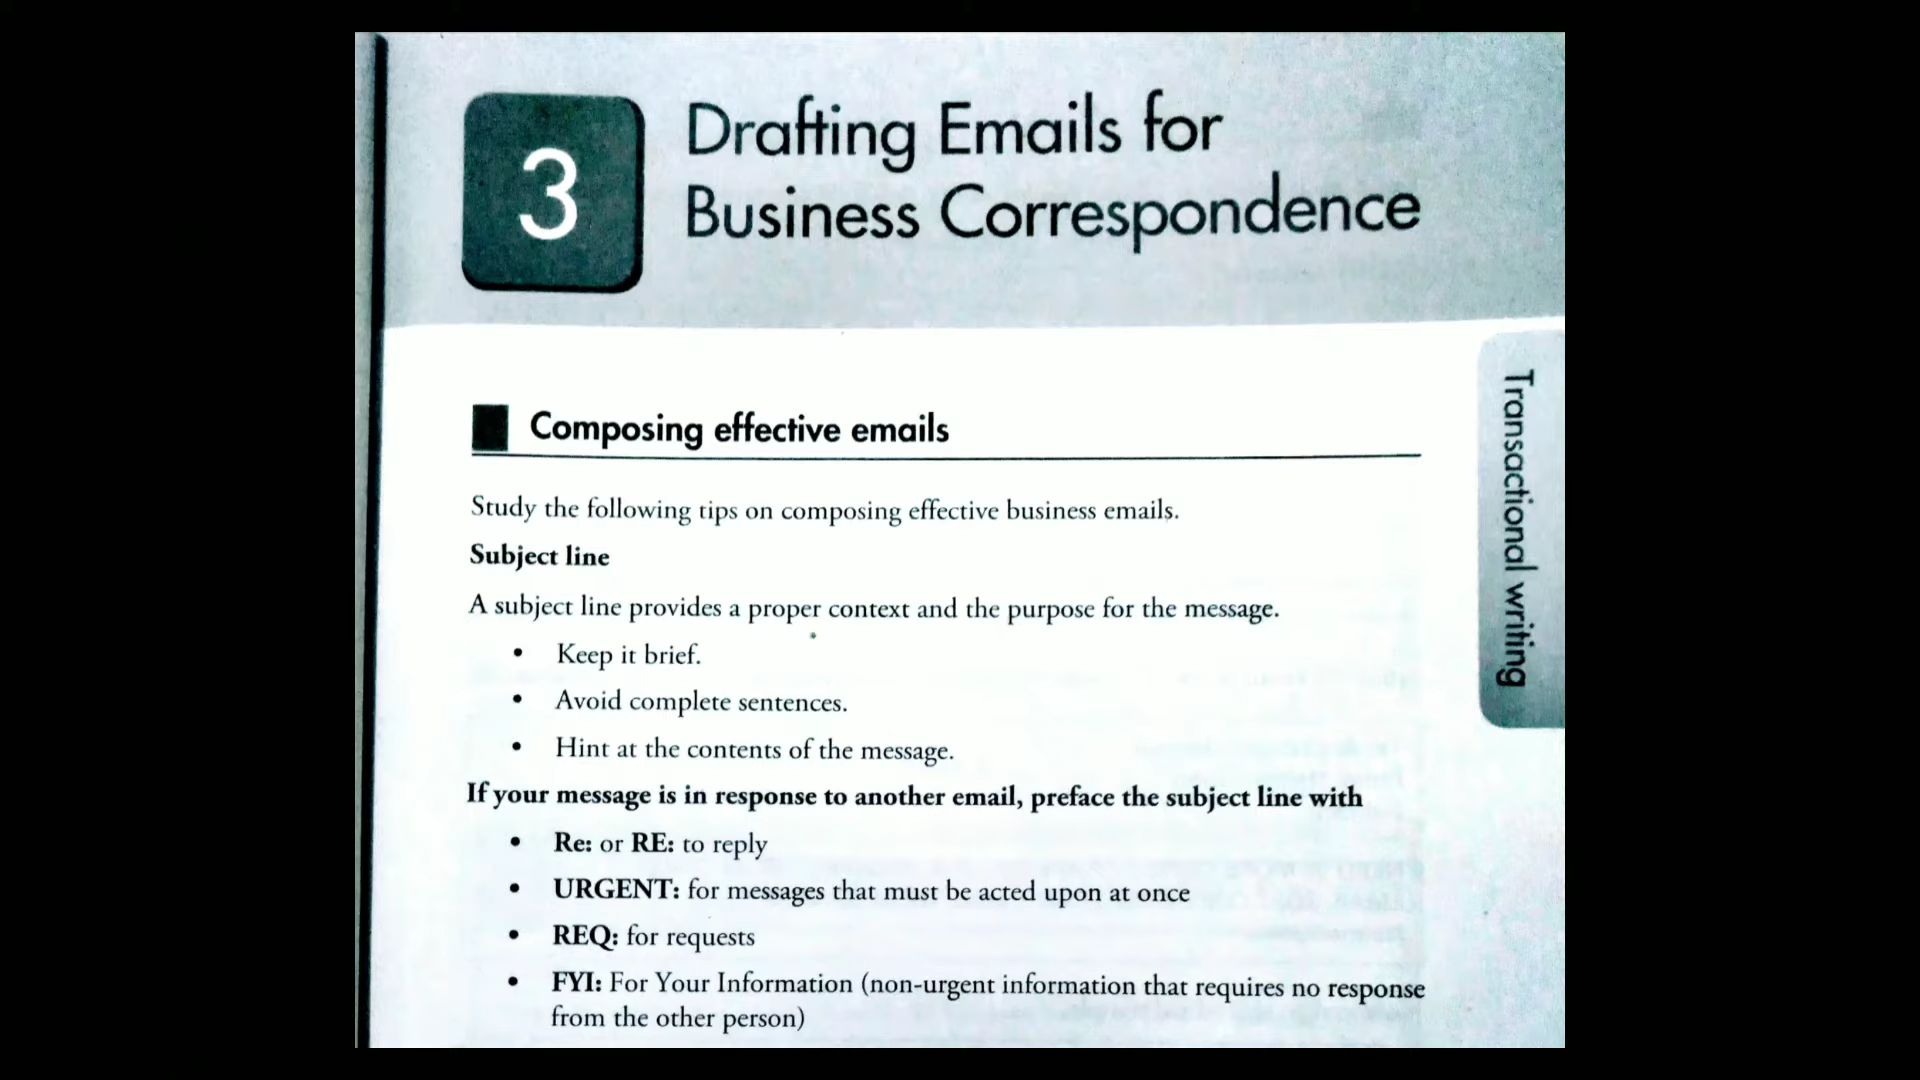 3
Drafting Emails for
Business Correspondence
Composing effective emails
Study the following tips on composing effective business emails.
Subject line
A subject line provides a proper context and the purpose for the message.
• Keep it brief.
• Avoid complete sentences.
• Hint at the contents of the message.
If your message is in response to another email, preface the subject line with
• Re: or RE: to reply
• URGENT: for messages that must be acted upon at once
• REQ: for requests
• FYI: For Your Information (non-urgent information that requires no response
from the other person)
Transactional writing